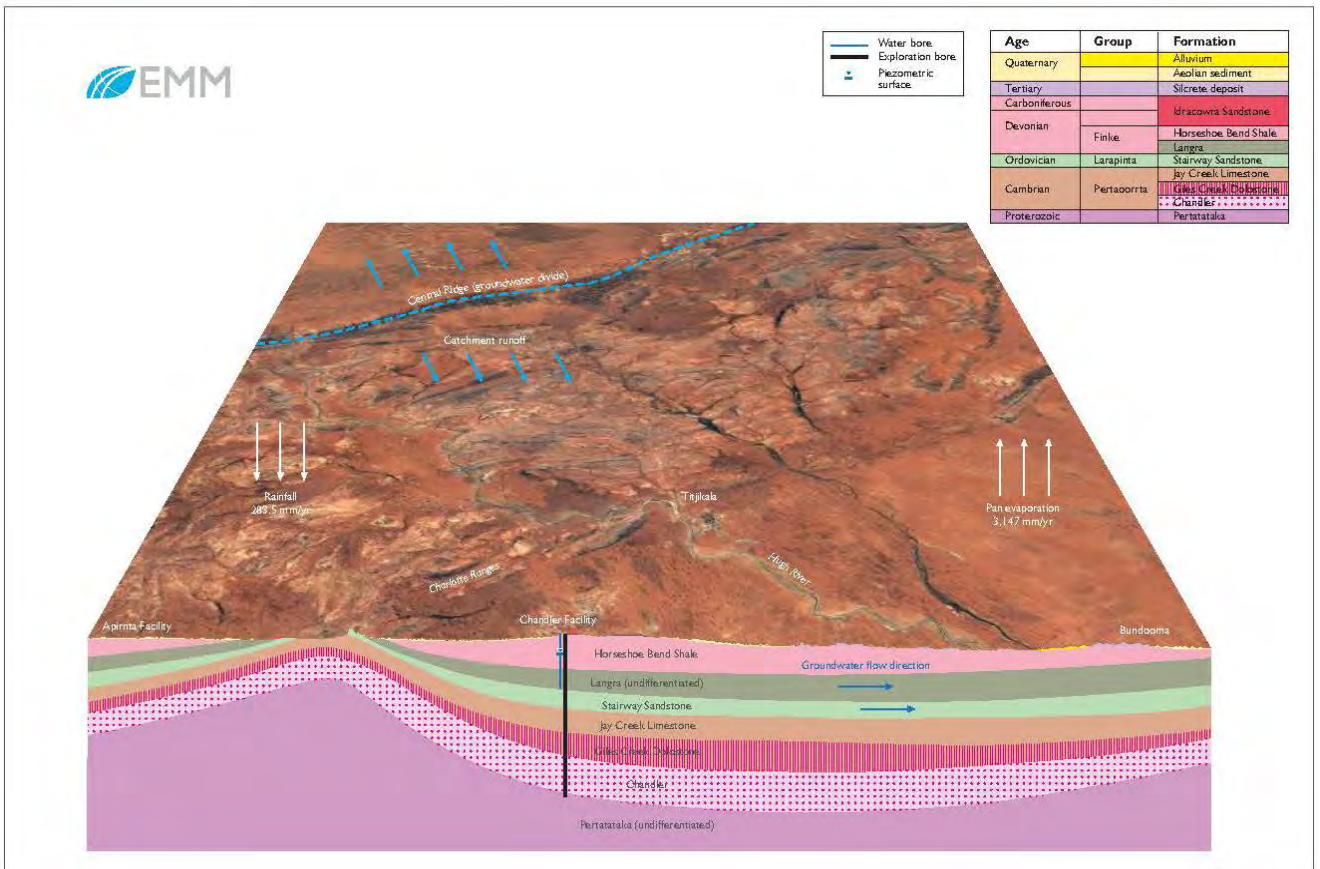 EMM
Water bore
Exploration bore
Piezometric
surface
Age Group Formation
Quaternary Alluvium
Aeolian sediment
Tertiary Silcrete deposit
Carboniferous Idracowra Sandstone
Devonian Finke Horseshoe Bend Shale
Langra
Ordovician Larapinta Stairway Sandstone
Cambrian Pertaoorrta Jay Creek Limestone
Giles Creek Dolostone
Chandler
Proterozoic Pertatataka
Central Ridge (groundwater divide)
Catchment runoff
Rainfall
283.5 mm/yr
Titjikala
Pan evaporation
3,147 mm/yr
Hugh River
Charlotte Ranges
Apirnta Facility
Chandler Facility
Bundooma
Horseshoe Bend Shale
Groundwater flow direction
Langra (undifferentiated)
Stairway Sandstone
Jay Creek Limestone
Giles Creek Dolostone
Chandler
Pertatataka (undifferentiated)